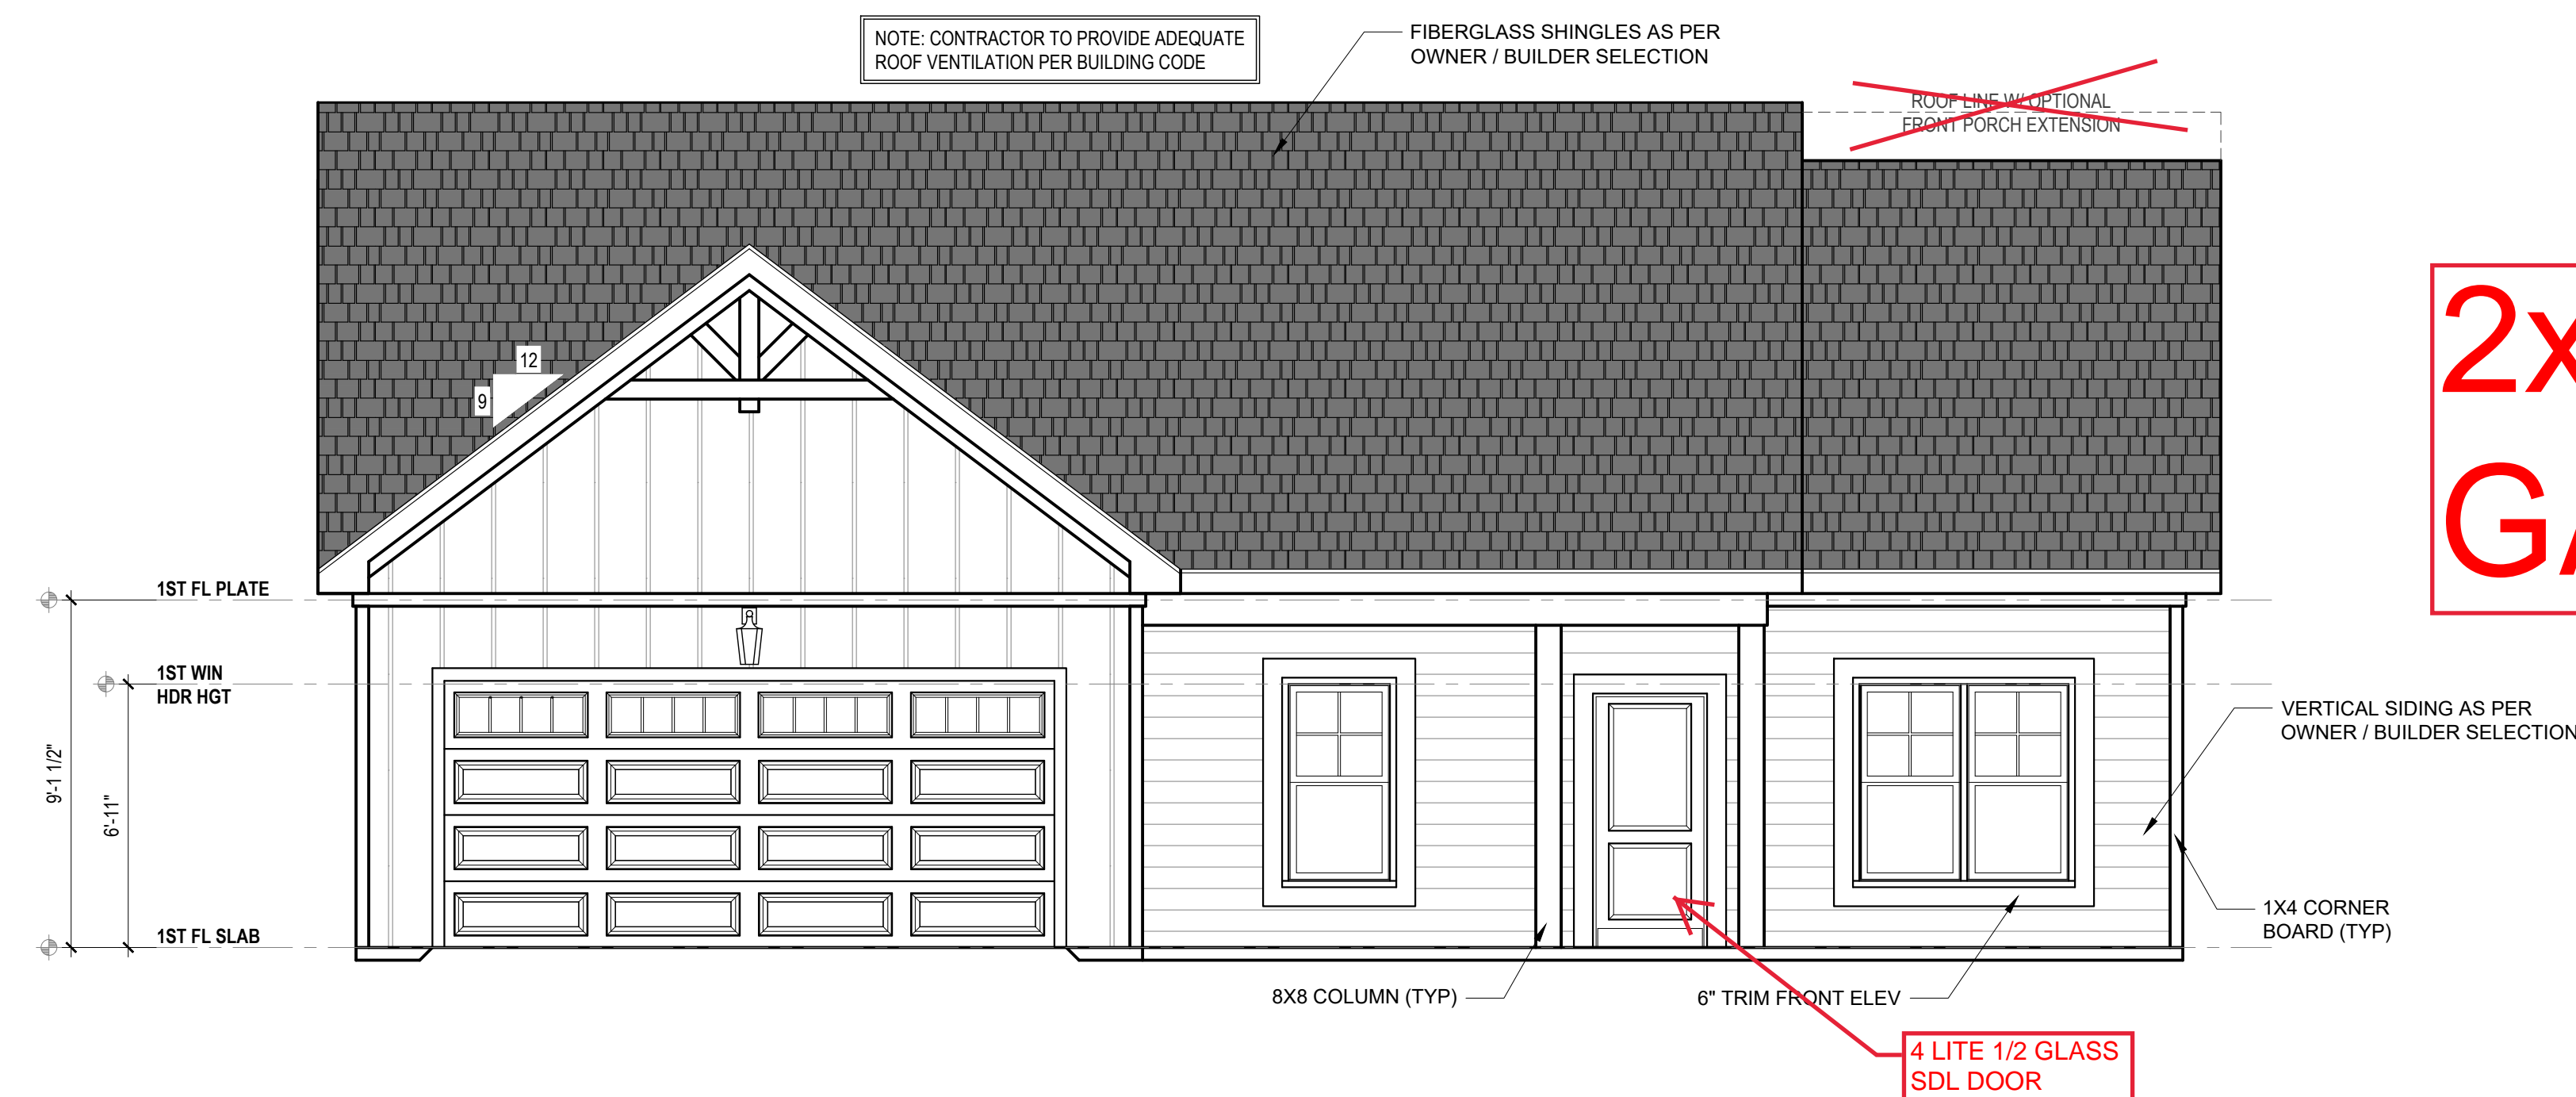 NOTE: CONTRACTOR TO PROVIDE ADEQUATE
ROOF VENTILATION PER BUILDING CODE
FIBERGLASS SHINGLES AS PER
OWNER / BUILDER SELECTION
ROOF LINE W/ OPTIONAL
FRONT PORCH EXTENSION
2x
GA
12
9
1ST FL PLATE
1ST WIN
HDR HGT
9'-1 1/2"
6'-11"
1ST FL SLAB
VERTICAL SIDING AS PER
OWNER / BUILDER SELECTION
1X4 CORNER
BOARD (TYP)
8X8 COLUMN (TYP)
6" TRIM FRONT ELEV
4 LITE 1/2 GLASS
SDL DOOR